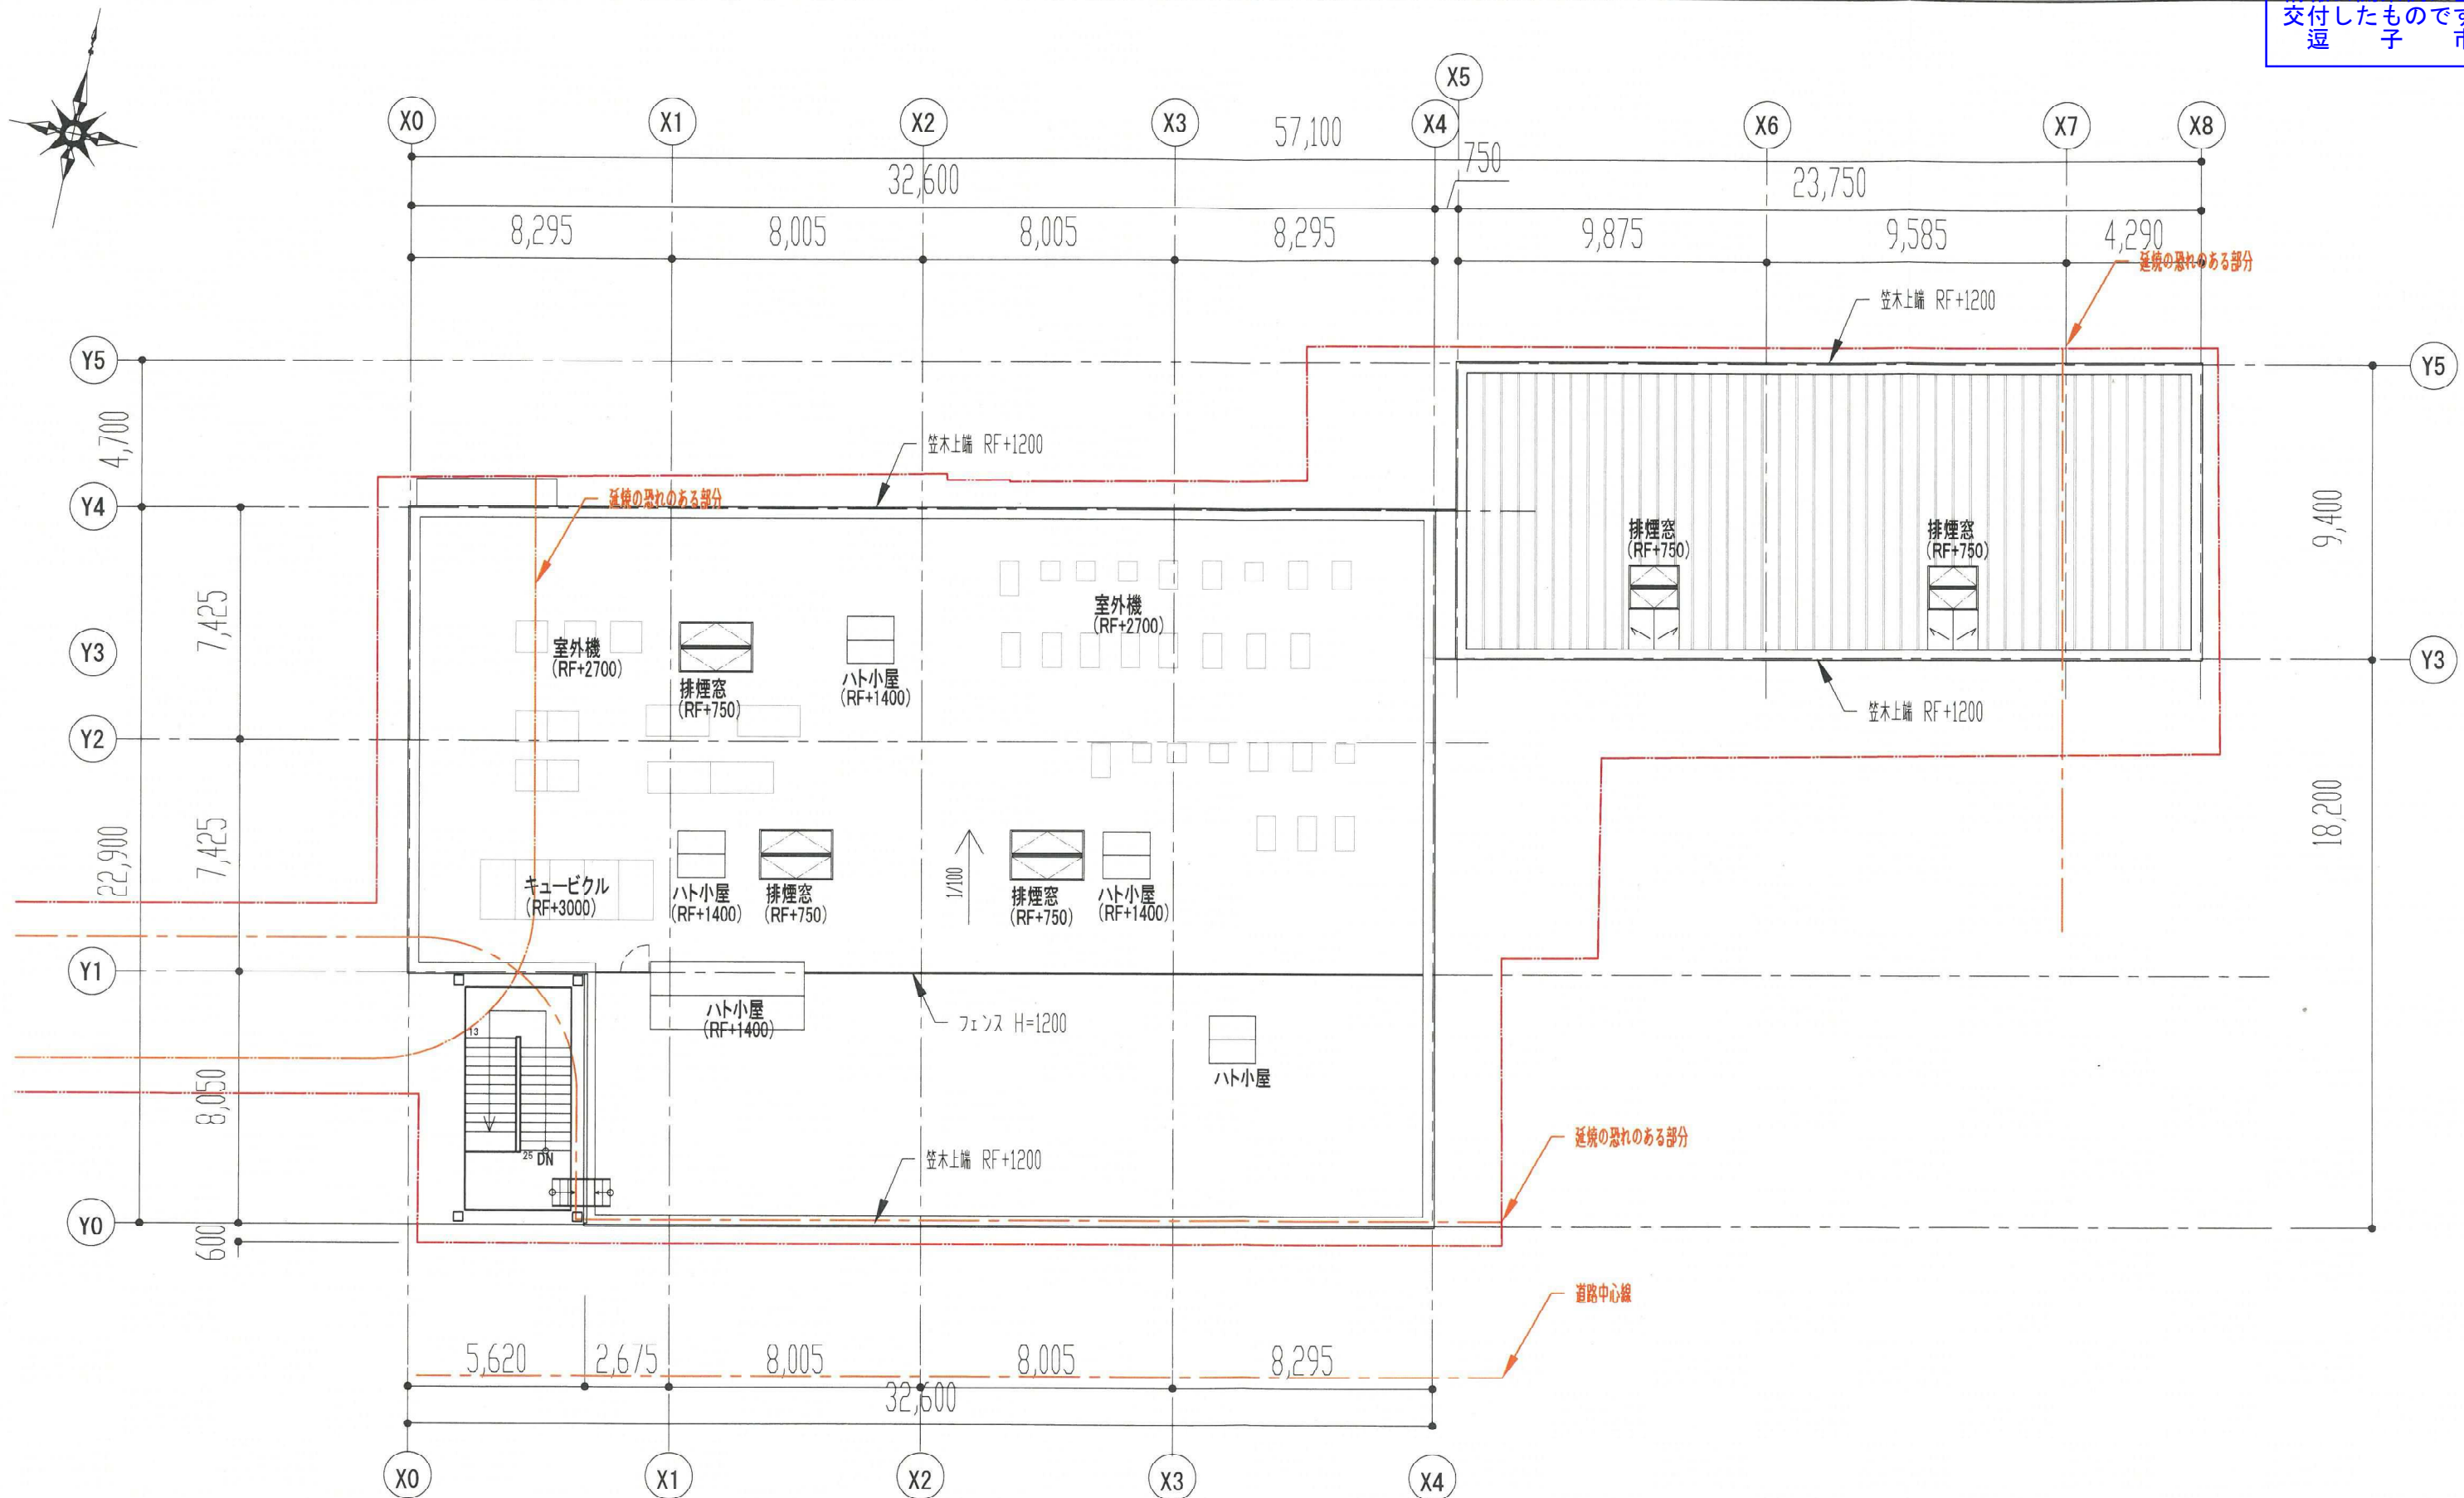 交付したものです
逗 子 市
X5
X0
X1
X2
X3
X4
X6
X7
X8
57,100
750
32,600
23,750
8,295
8,005
8,005
8,295
9,875
9,585
4,290
延焼の恐れのある部分
笠木上端 RF+1200
Y5
Y5
4,700
笠木上端 RF+1200
延焼の恐れのある部分
Y4
9,400
排煙窓
(RF+750)
排煙窓
(RF+750)
7,425
室外機
(RF+2700)
室外機
(RF+2700)
Y3
Y3
排煙窓
(RF+750)
ハト小屋
(RF+1400)
笠木上端 RF+1200
Y2
7,425
22,900
18,200
キュービクル
(RF+3000)
ハト小屋
(RF+1400)
排煙窓
(RF+750)
1/100
排煙窓
(RF+750)
ハト小屋
(RF+1400)
Y1
ハト小屋
(RF+1400)
フェンス H=1200
13
8,050
ハト小屋
25 DN
笠木上端 RF+1200
延焼の恐れのある部分
Y0
600
道路中心線
5,620
2,675
8,005
8,005
8,295
32,600
X0
X1
X2
X3
X4